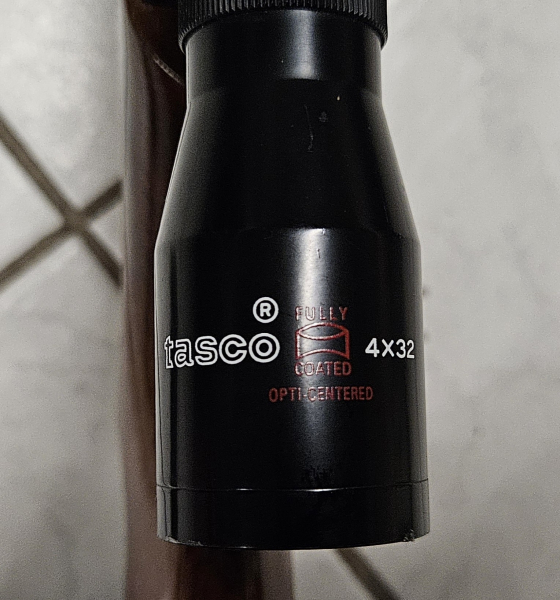 ®
FULLY
tasco
4X32
COATED
OPTI-CENTERED